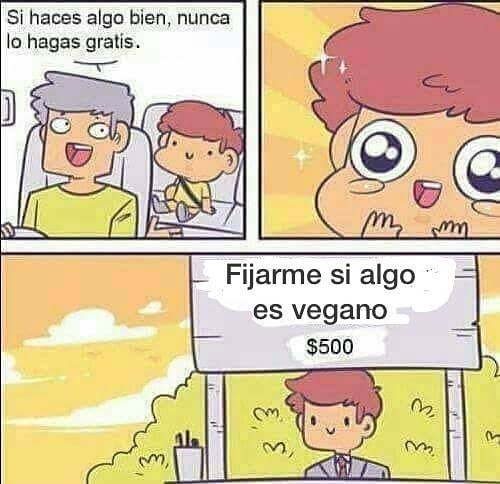 Si haces algo bien, nunca
lo hagas gratis.
Fijarme si algo
es vegano
$500